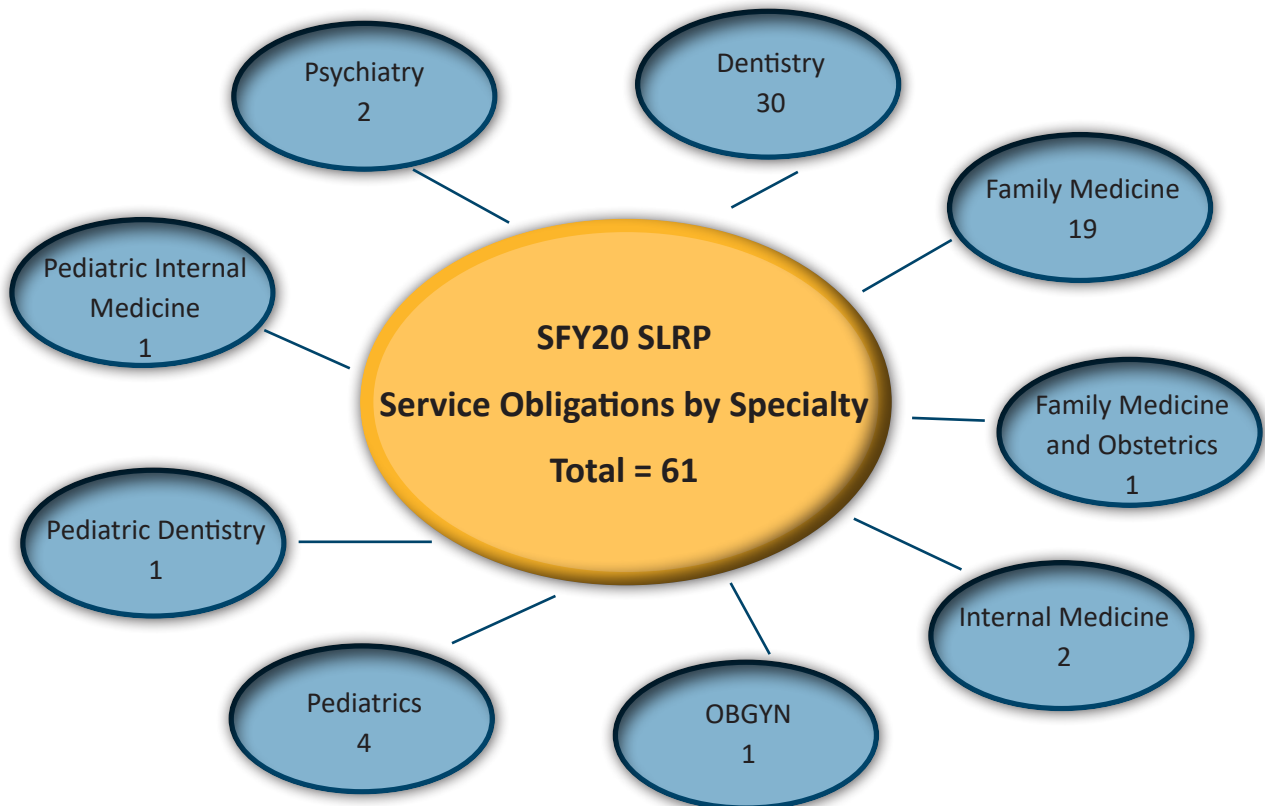 Psychiatry
2
Dentistry
30
Family Medicine
19
Pediatric Internal
Medicine
1
SFY20 SLRP
Service Obligations by Specialty
Total = 61
Family Medicine
and Obstetrics
1
Pediatric Dentistry
1
Internal Medicine
2
Pediatrics
4
OBGYN
1